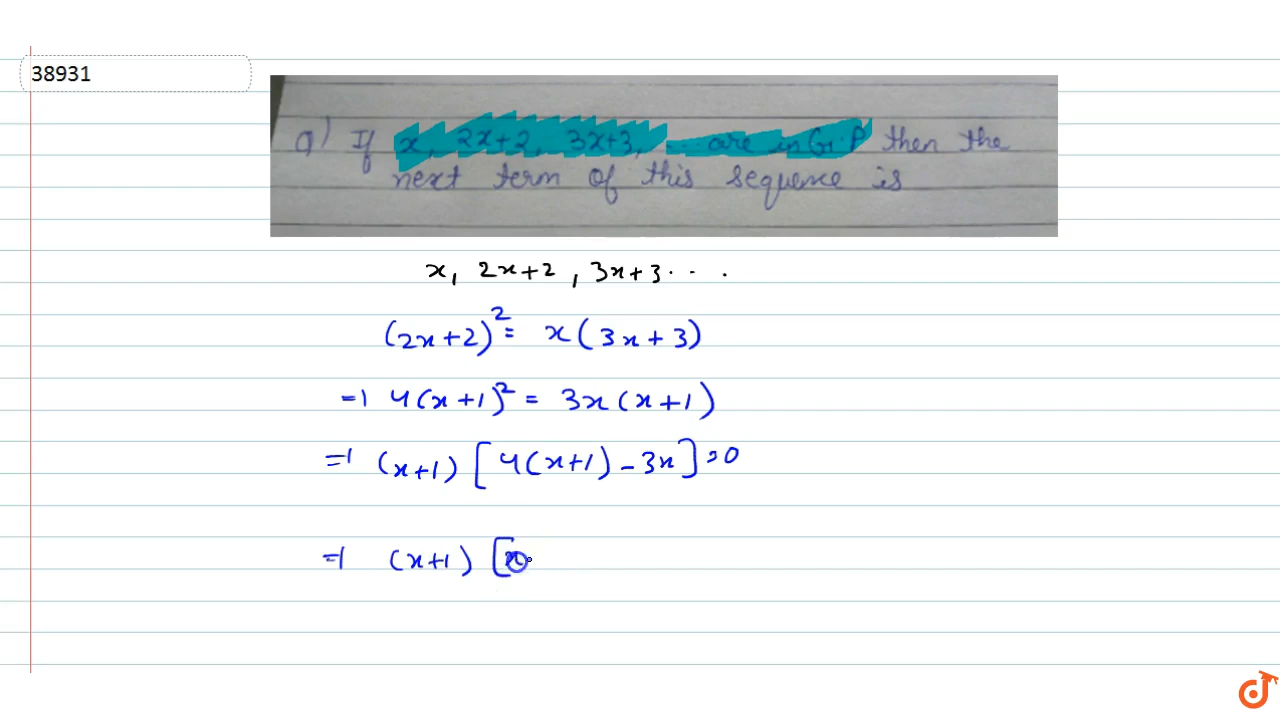 38931
Q) If x, 2x+2, 3x+3, ... are in G.P then the
next term of this sequence is
x, 2x+2, 3x+3 ... .
(2x+2)² = x(3x+3)
⇒ 4(x+1)² = 3x(x+1)
⇒ (x+1)[4(x+1)-3x]=0
⇒ (x+1)[x